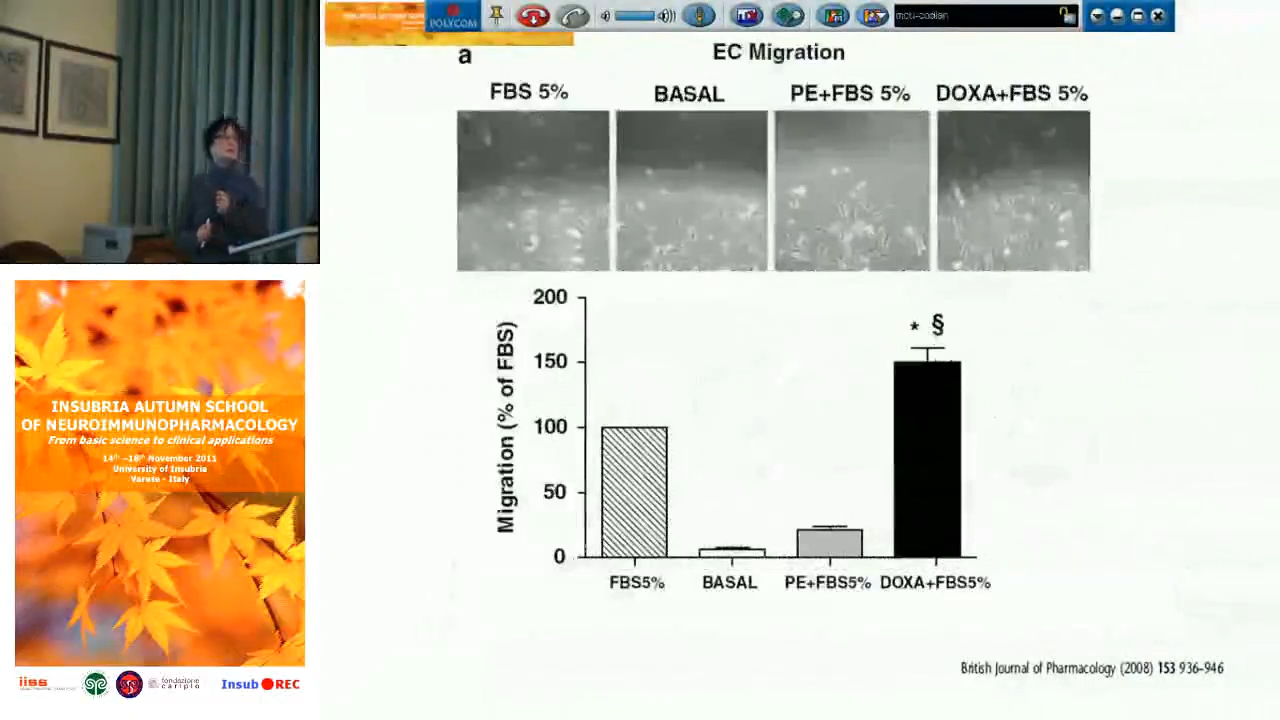 POLYCOM
mcu-codian
a
EC Migration
FBS 5%
BASAL
PE+FBS 5%
DOXA+FBS 5%
Migration (% of FBS)
200
150
100
50
0
* §
FBS5%
BASAL
PE+FBS5%
DOXA+FBS5%
British Journal of Pharmacology (2008) 153 936–946
INSUBRIA AUTUMN SCHOOL
OF NEUROIMMUNOPHARMACOLOGY
From basic science to clinical applications
14th –18th November 2011
University of Insubria
Varese - Italy
iiss
fondazione
cariplo
Insub REC